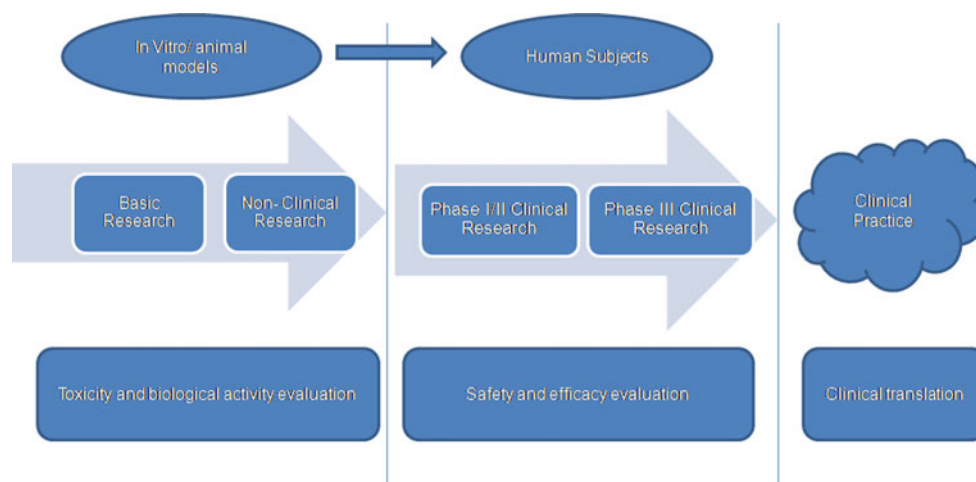 In Vitro/ animal
models
Human Subjects
Basic
Research
Non- Clinical
Research
Phase I/II Clinical
Research
Phase III Clinical
Research
Clinical
Practice
Toxicity and biological activity evaluation
Safety and efficacy evaluation
Clinical translation